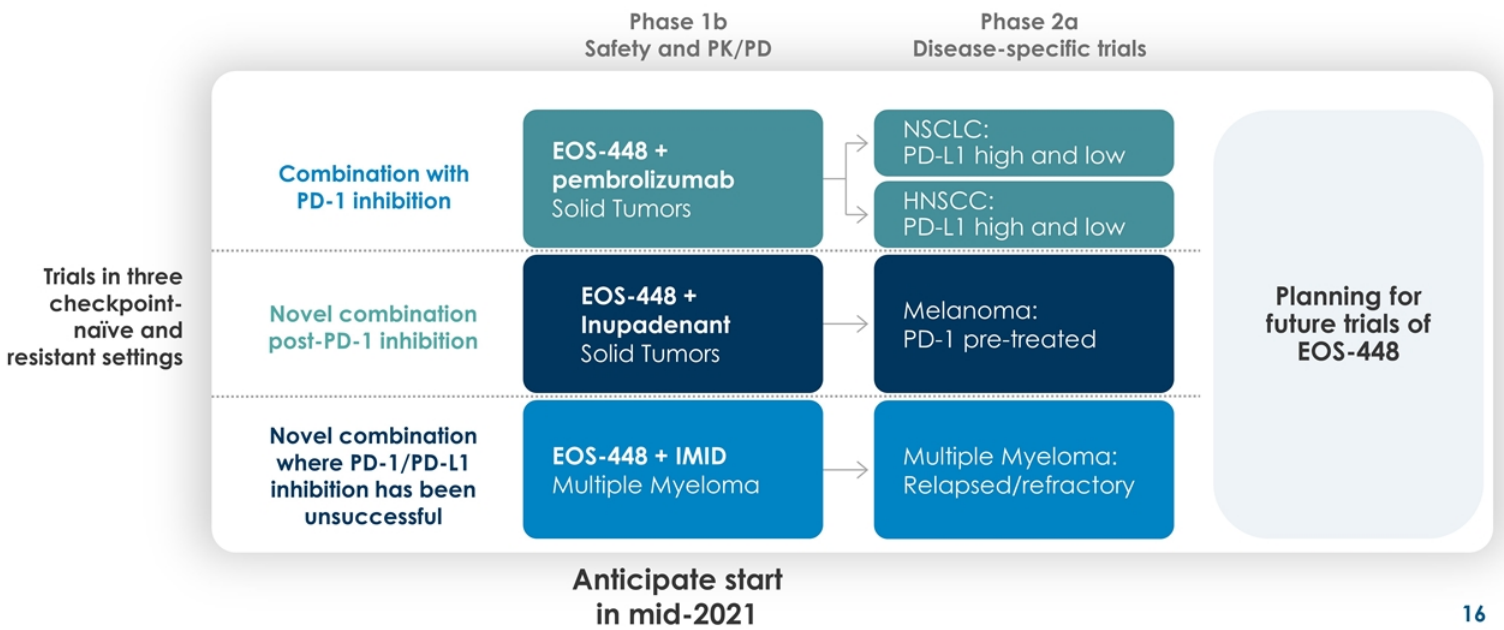 Phase 1b
Safety and PK/PD
Phase 2a
Disease-specific trials
Trials in three
checkpoint-
naïve and
resistant settings
Combination with
PD-1 inhibition
EOS-448 +
pembrolizumab
Solid Tumors
NSCLC:
PD-L1 high and low
HNSCC:
PD-L1 high and low
Novel combination
post-PD-1 inhibition
EOS-448 +
Inupadenant
Solid Tumors
Melanoma:
PD-1 pre-treated
Novel combination
where PD-1/PD-L1
inhibition has been
unsuccessful
EOS-448 + IMID
Multiple Myeloma
Multiple Myeloma:
Relapsed/refractory
Planning for
future trials of
EOS-448
Anticipate start
in mid-2021
16